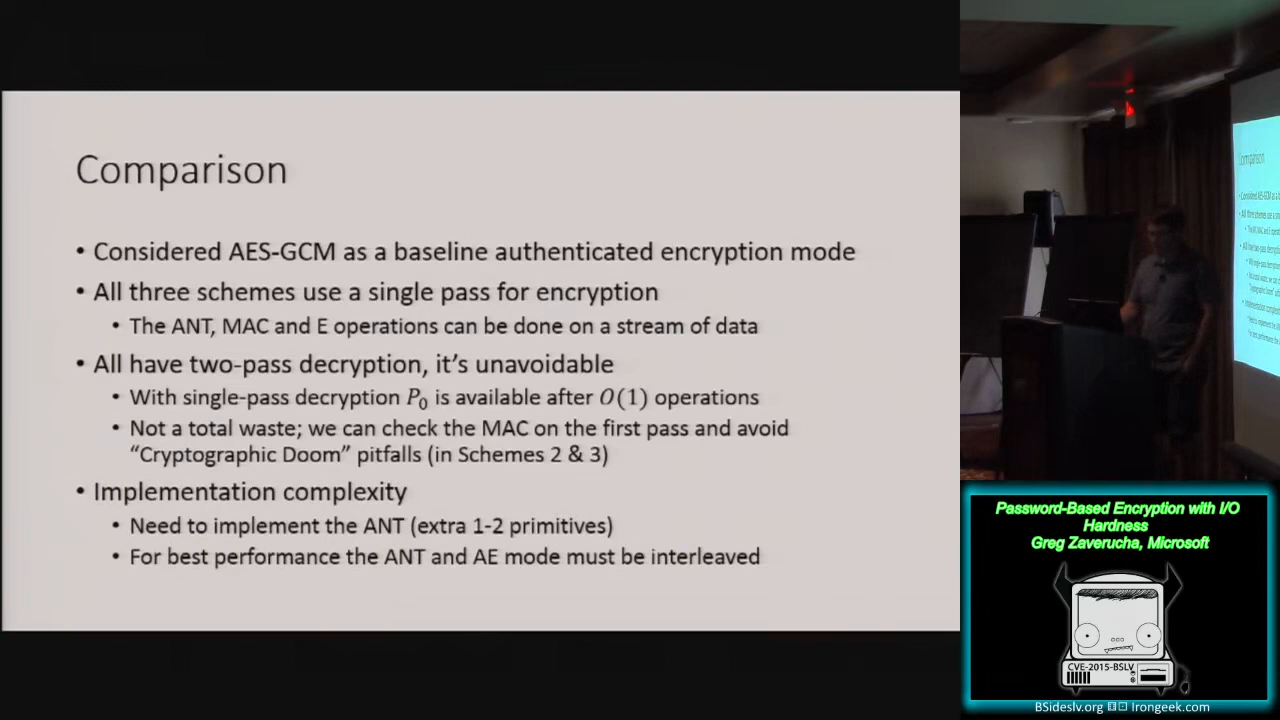 Comparison
• Considered AES-GCM as a baseline authenticated encryption mode
• All three schemes use a single pass for encryption
• The ANT, MAC and E operations can be done on a stream of data
• All have two-pass decryption, it's unavoidable
• With single-pass decryption P₀ is available after O(1) operations
• Not a total waste; we can check the MAC on the first pass and avoid
“Cryptographic Doom” pitfalls (in Schemes 2 & 3)
• Implementation complexity
• Need to implement the ANT (extra 1-2 primitives)
• For best performance the ANT and AE mode must be interleaved
Comparison
Password-Based Encryption with I/O
Hardness
Greg Zaverucha, Microsoft
CVE-2015-BSLV
BSideslv.org
Irongeek.com